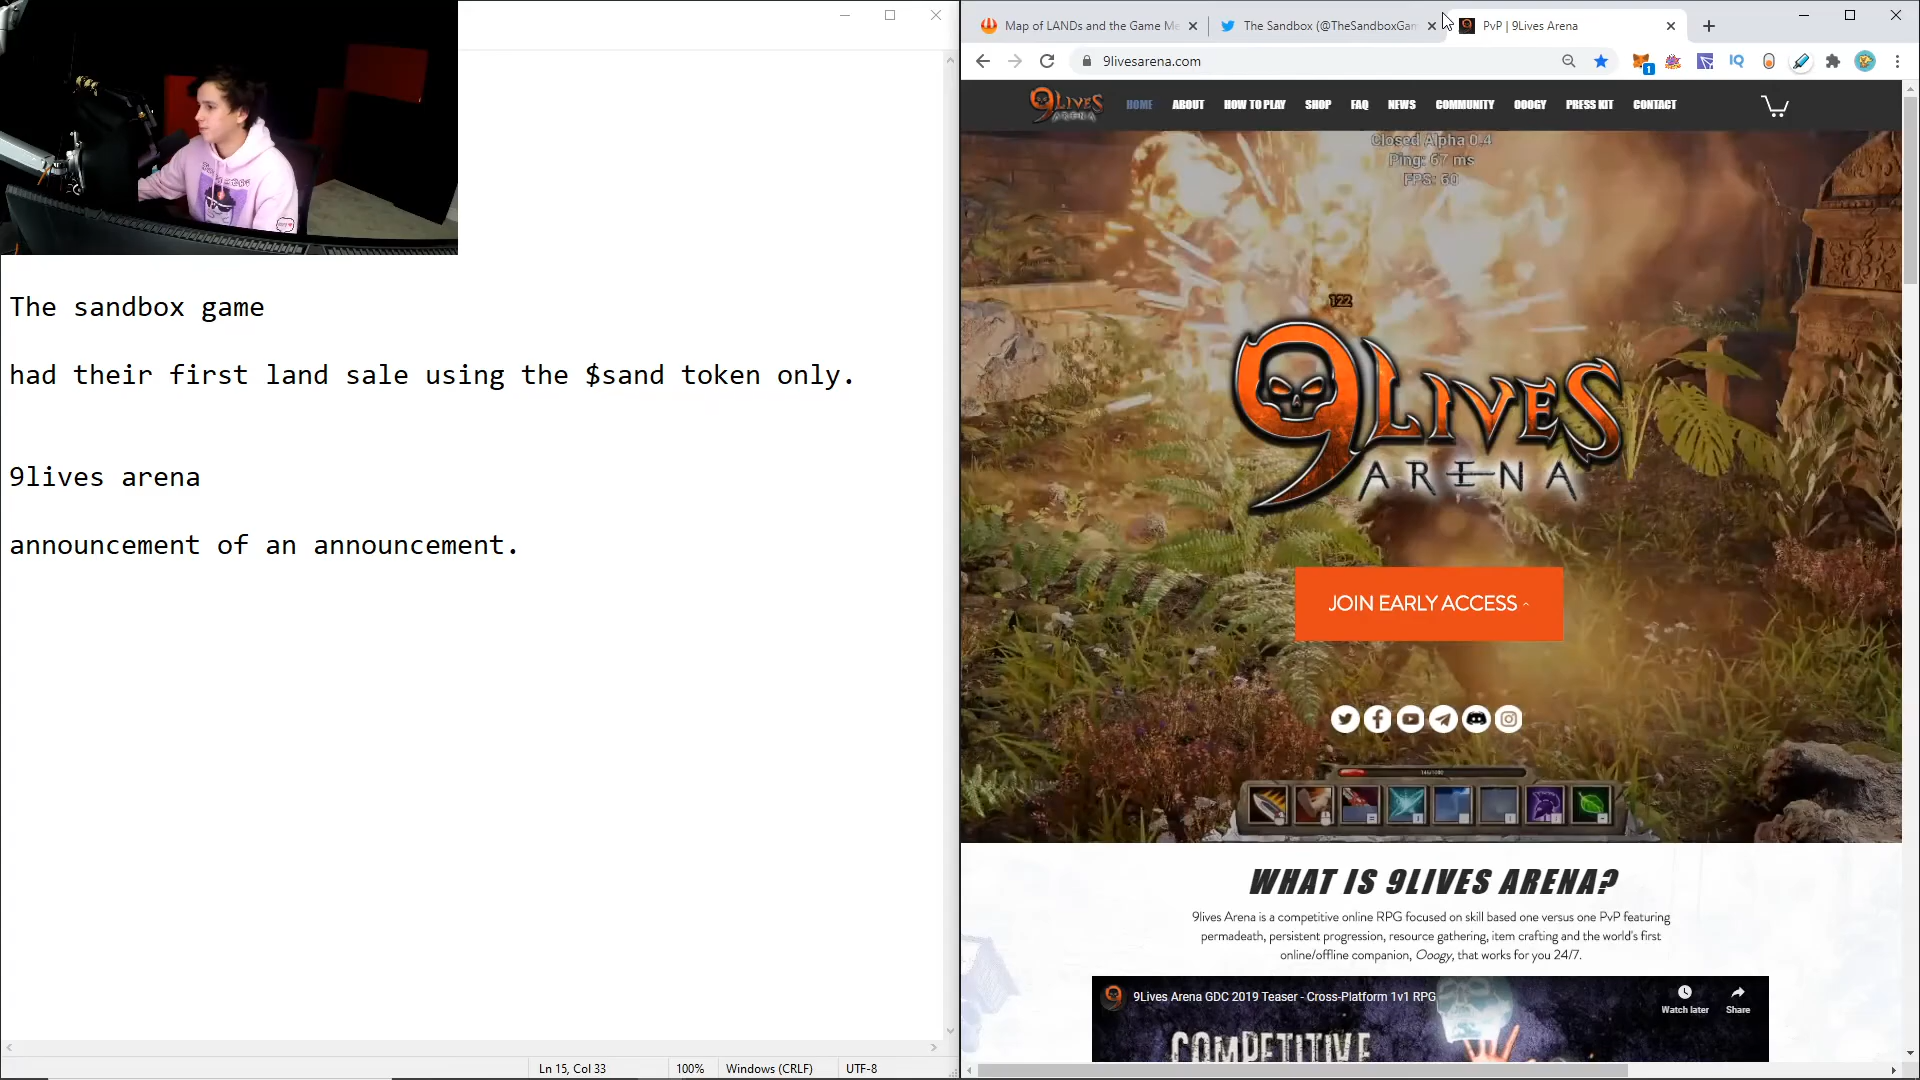 The sandbox game
had their first land sale using the $sand token only.
9lives arena
announcement of an announcement.
Ln 15, Col 33
100%
Windows (CRLF)
UTF-8
Map of LANDs and the Game Me
The Sandbox (@TheSandboxGam
PvP | 9Lives Arena
9livesarena.com
1
9LIVES ARENA
HOME
ABOUT
HOW TO PLAY
SHOP
FAQ
NEWS
COMMUNITY
OOOGY
PRESS KIT
CONTACT
Closed Alpha 0.4
Ping: 67 ms
FPS: 60
122
9LIVES
ARENA
JOIN EARLY ACCESS
WHAT IS 9LIVES ARENA?
9lives Arena is a competitive online RPG focused on skill based one versus one PvP featuring
permadeath, persistent progression, resource gathering, item crafting and the world's first
online/offline companion, Ooogy, that works for you 24/7.
9Lives Arena GDC 2019 Teaser - Cross-Platform 1v1 RPG
Watch later
Share
COMPETITIVE